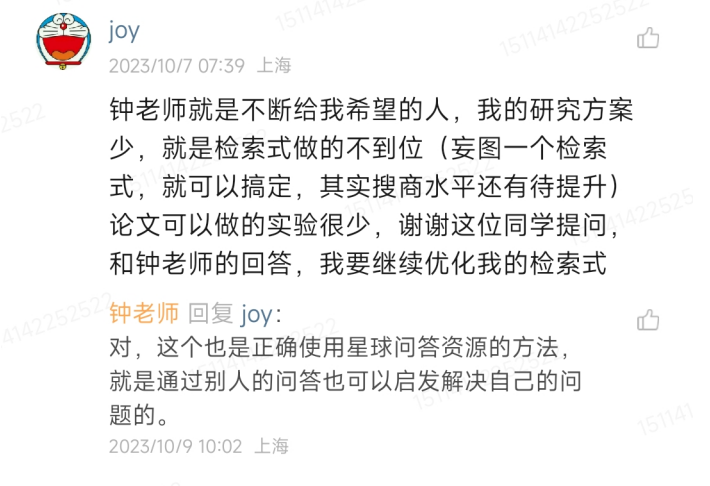 joy
2023/10/7 07:39 上海
钟老师就是不断给我希望的人，我的研究方案
少，就是检索式做的不到位（妄图一个检索
式，就可以搞定，其实搜商水平还有待提升）
论文可以做的实验很少，谢谢这位同学提问，
和钟老师的回答，我要继续优化我的检索式
钟老师 回复 joy：
对，这个也是正确使用星球问答资源的方法，
就是通过别人的问答也可以启发解决自己的问
题的。
2023/10/9 10:02 上海
15114142252522